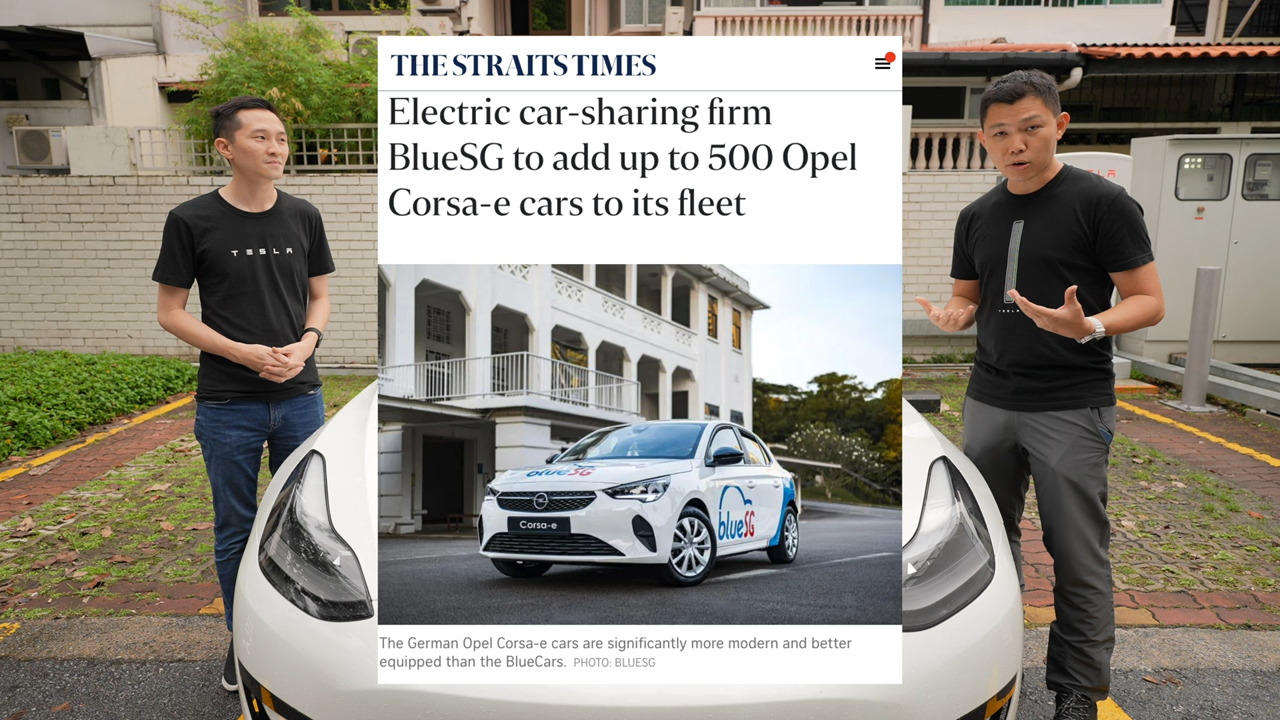 THE STRAITS TIMES
Electric car-sharing firm
BlueSG to add up to 500 Opel
Corsa-e cars to its fleet
TESLA
TESLA
blueSG
Corsa-e
blueSG
The German Opel Corsa-e cars are significantly more modern and better
equipped than the BlueCars. PHOTO: BLUESG